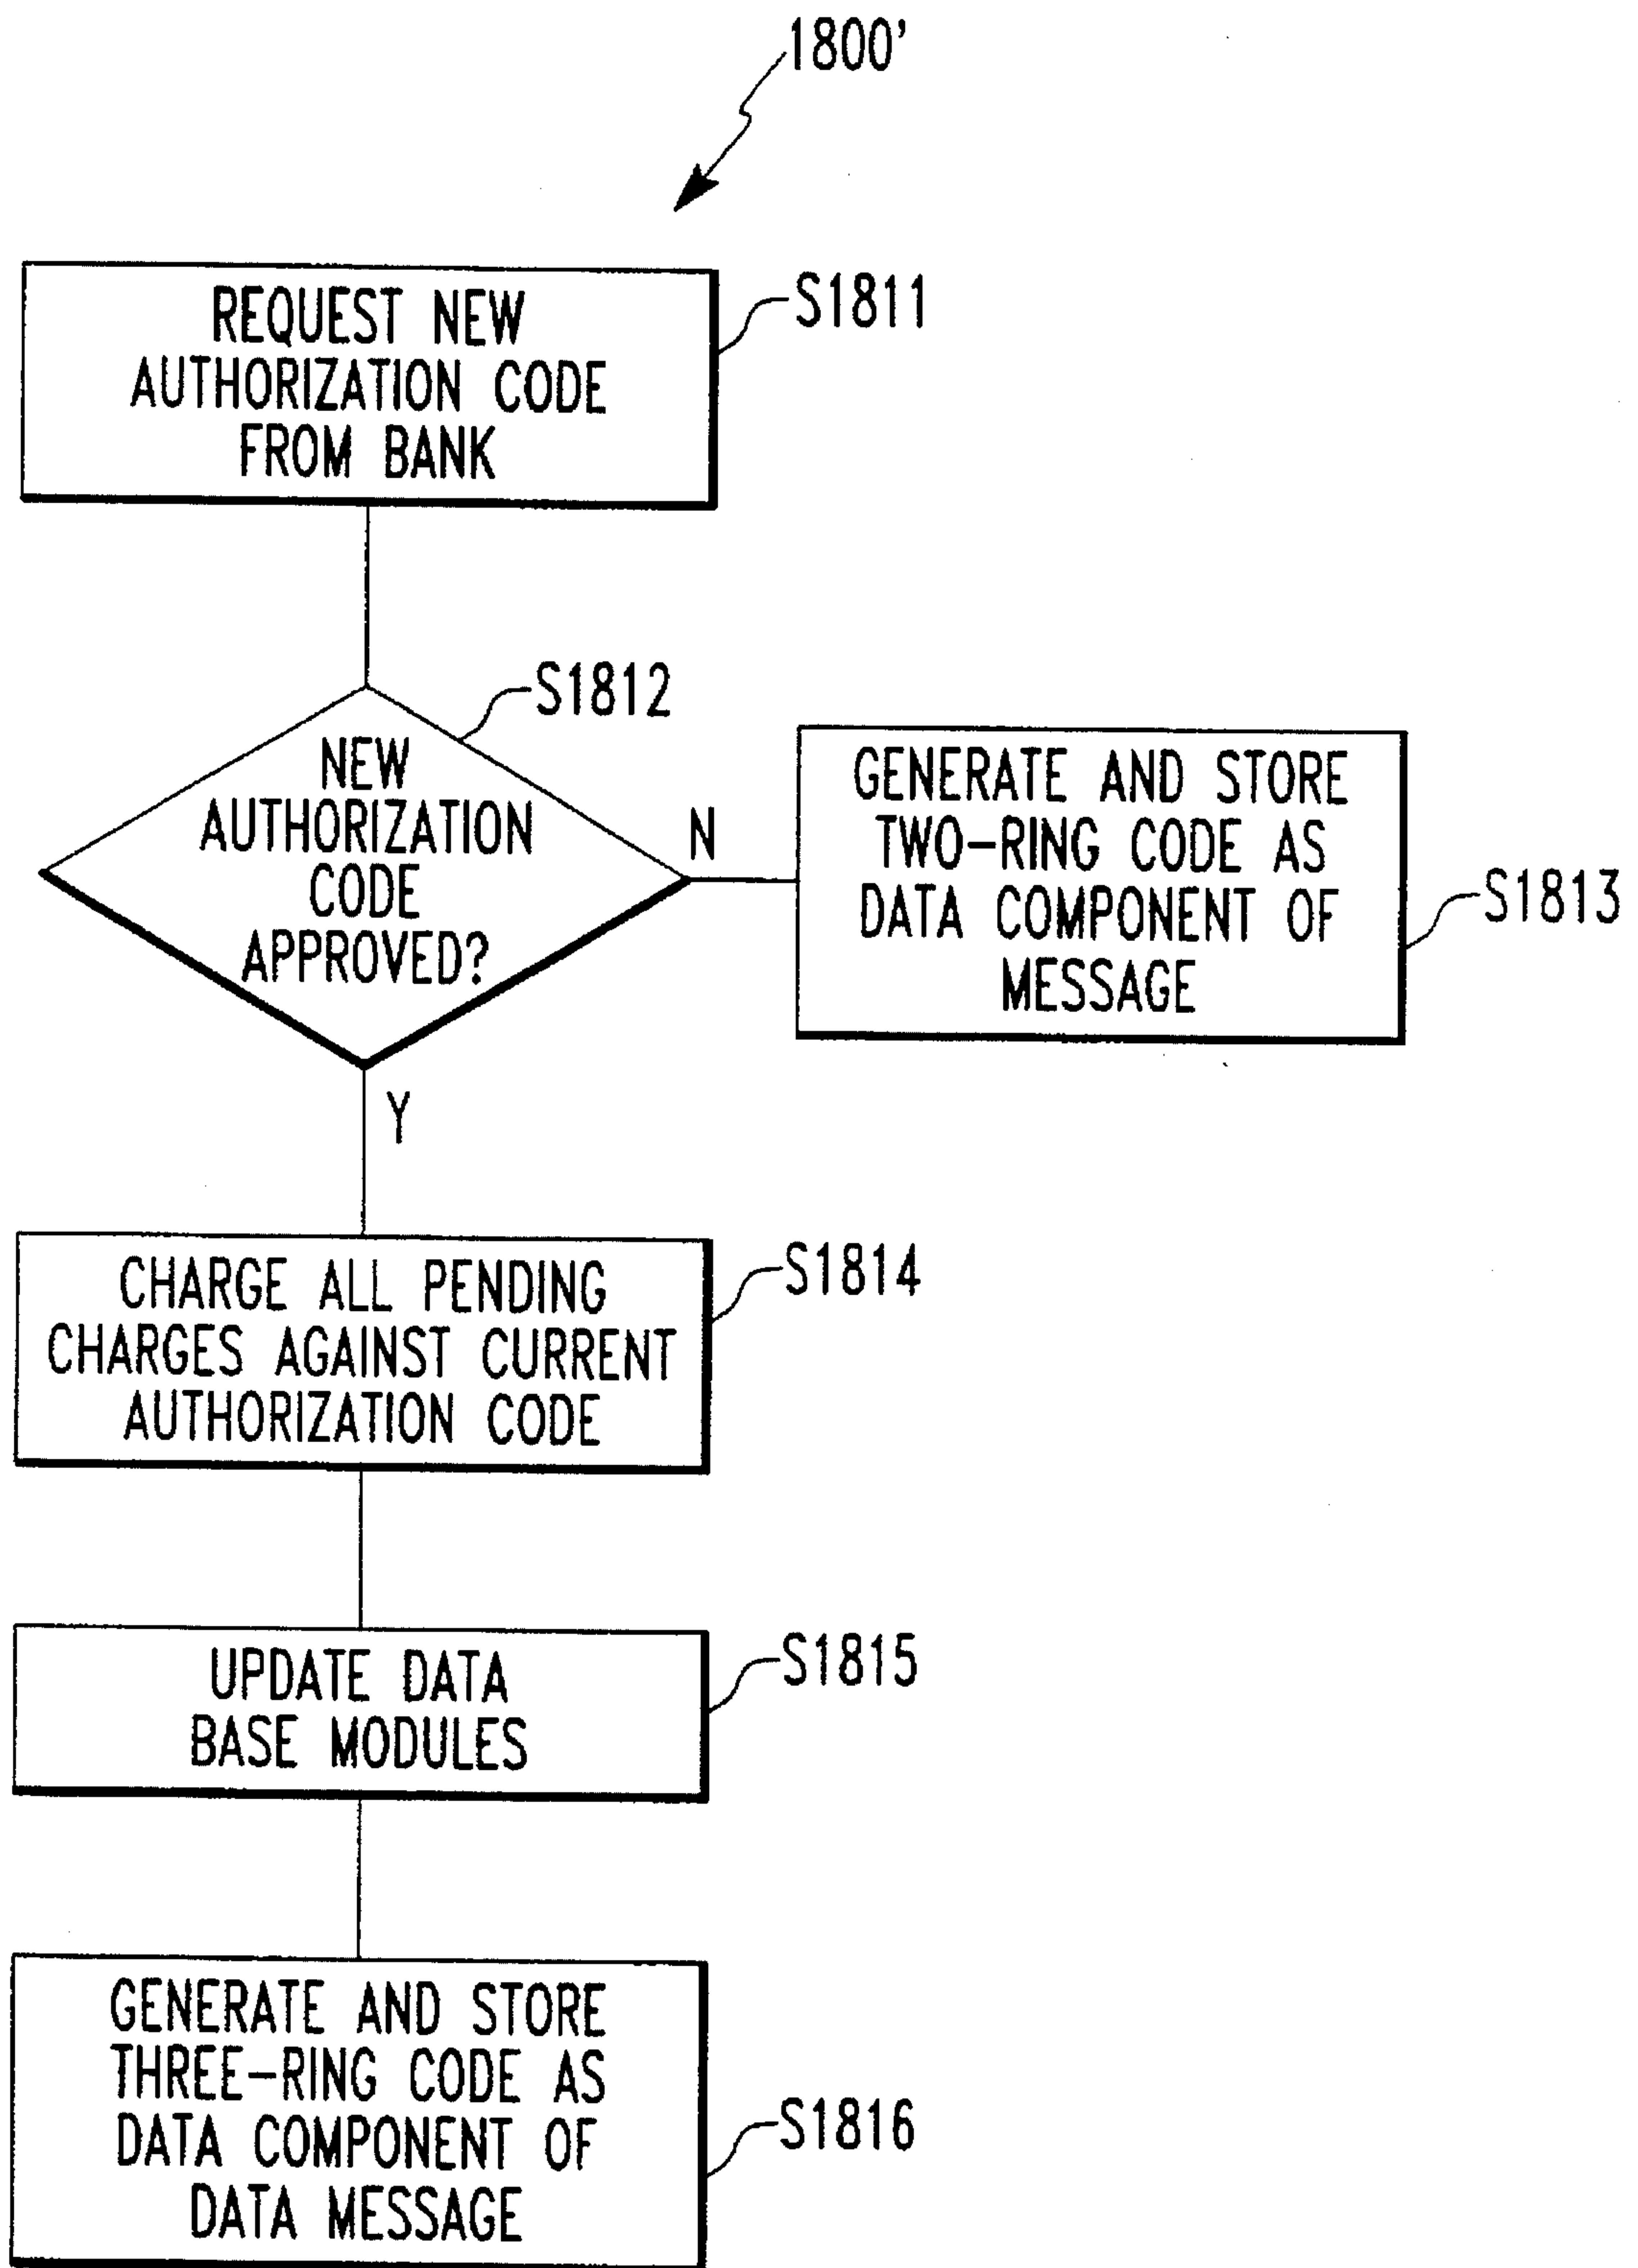 1800'
REQUEST NEW
AUTHORIZATION CODE
FROM BANK
S1811
S1812
NEW
AUTHORIZATION
CODE
APPROVED?
N
GENERATE AND STORE
TWO-RING CODE AS
DATA COMPONENT OF
MESSAGE
S1813
Y
CHARGE ALL PENDING
CHARGES AGAINST CURRENT
AUTHORIZATION CODE
S1814
UPDATE DATA
BASE MODULES
S1815
GENERATE AND STORE
THREE-RING CODE AS
DATA COMPONENT OF
DATA MESSAGE
S1816